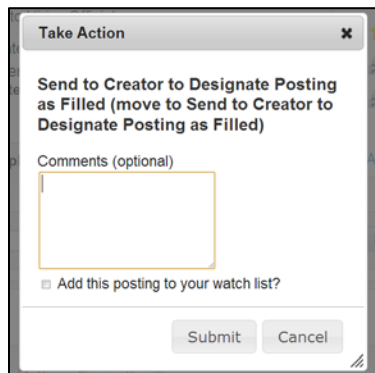 Take Action
Send to Creator to Designate Posting
as Filled (move to Send to Creator to
Designate Posting as Filled)
Comments (optional)
Add this posting to your watch list?
Submit Cancel